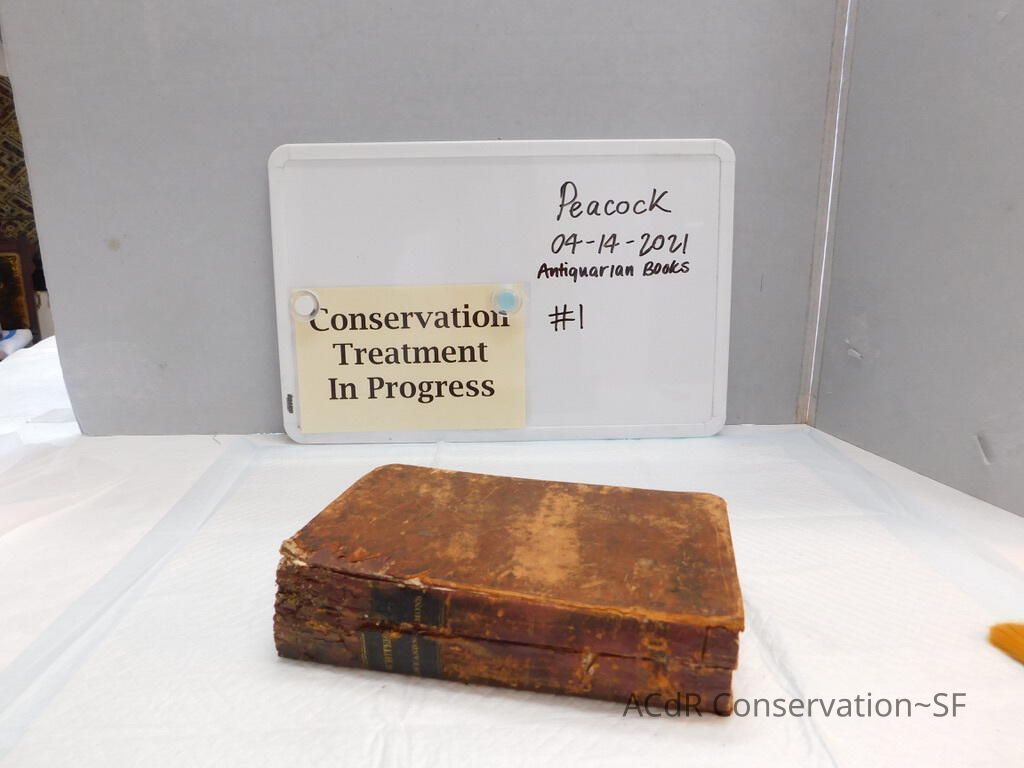 Peacock
04-14-2021
Antiquarian Books
#1
Conservation
Treatment
In Progress
ACdR Conservation~SF